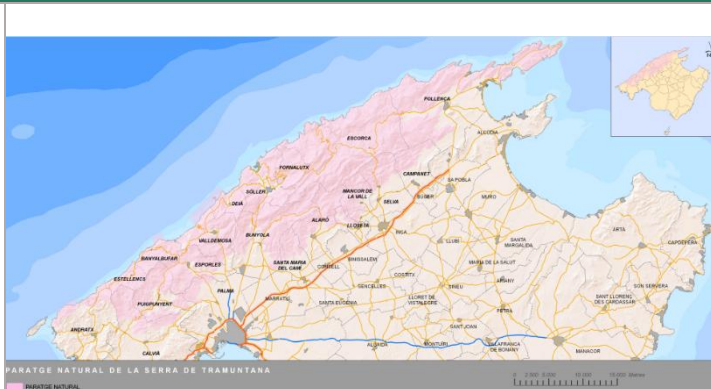 POLLENÇA
ALCÚDIA
ESCORCA
FORNALUTX
CAMPANET
SA POBLA
SÓLLER
MANCOR DE
LA VALL
BÚGER
MURO
DEIÀ
SELVA
ALARÓ
LLOSETA
VALLDEMOSA
BUNYOLA
INCA
LLUBÍ
SANTA
MARGALIDA
ARTÀ
CAPDEPERA
BANYALBUFAR
ESPORLES
SANTA MARIA
DEL CAMÍ
CONSELL
BINISSALEM
MARIA DE LA SALUT
ESTELLENCS
COSTITX
SENCELLES
SINEU
ARIANY
SON SERVERA
PALMA
PUIGPUNYENT
MARRATXÍ
SANTA EUGÈNIA
LLORET DE
VISTALEGRE
PETRA
SANT LLORENÇ
DES CARDASSAR
ANDRATX
SANT JOAN
CALVIÀ
ALGAIDA
MONTUÏRI
VILAFRANCA
DE BONANY
MANACOR
PARATGE NATURAL DE LA SERRA DE TRAMUNTANA
PARATGE NATURAL